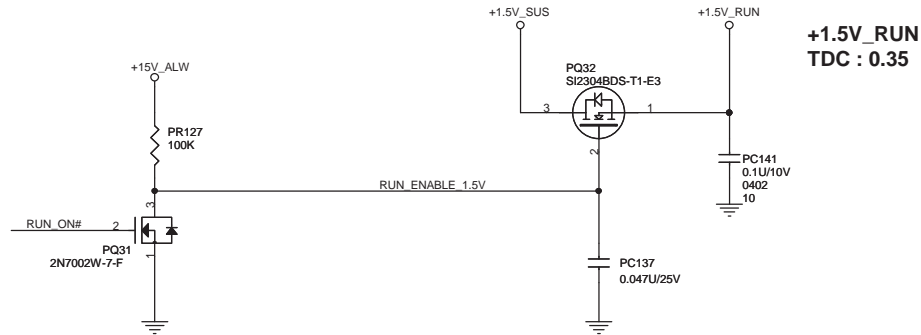 +1.5V_SUS
+1.5V_RUN
+1.5V_RUN
TDC : 0.35
+15V_ALW
PQ32
SI2304BDS-T1-E3
3
1
2
PR127
100K
PC141
0.1U/10V
0402
10
RUN_ENABLE_1.5V
3
RUN_ON#
2
PQ31
2N7002W-7-F
1
PC137
0.047U/25V